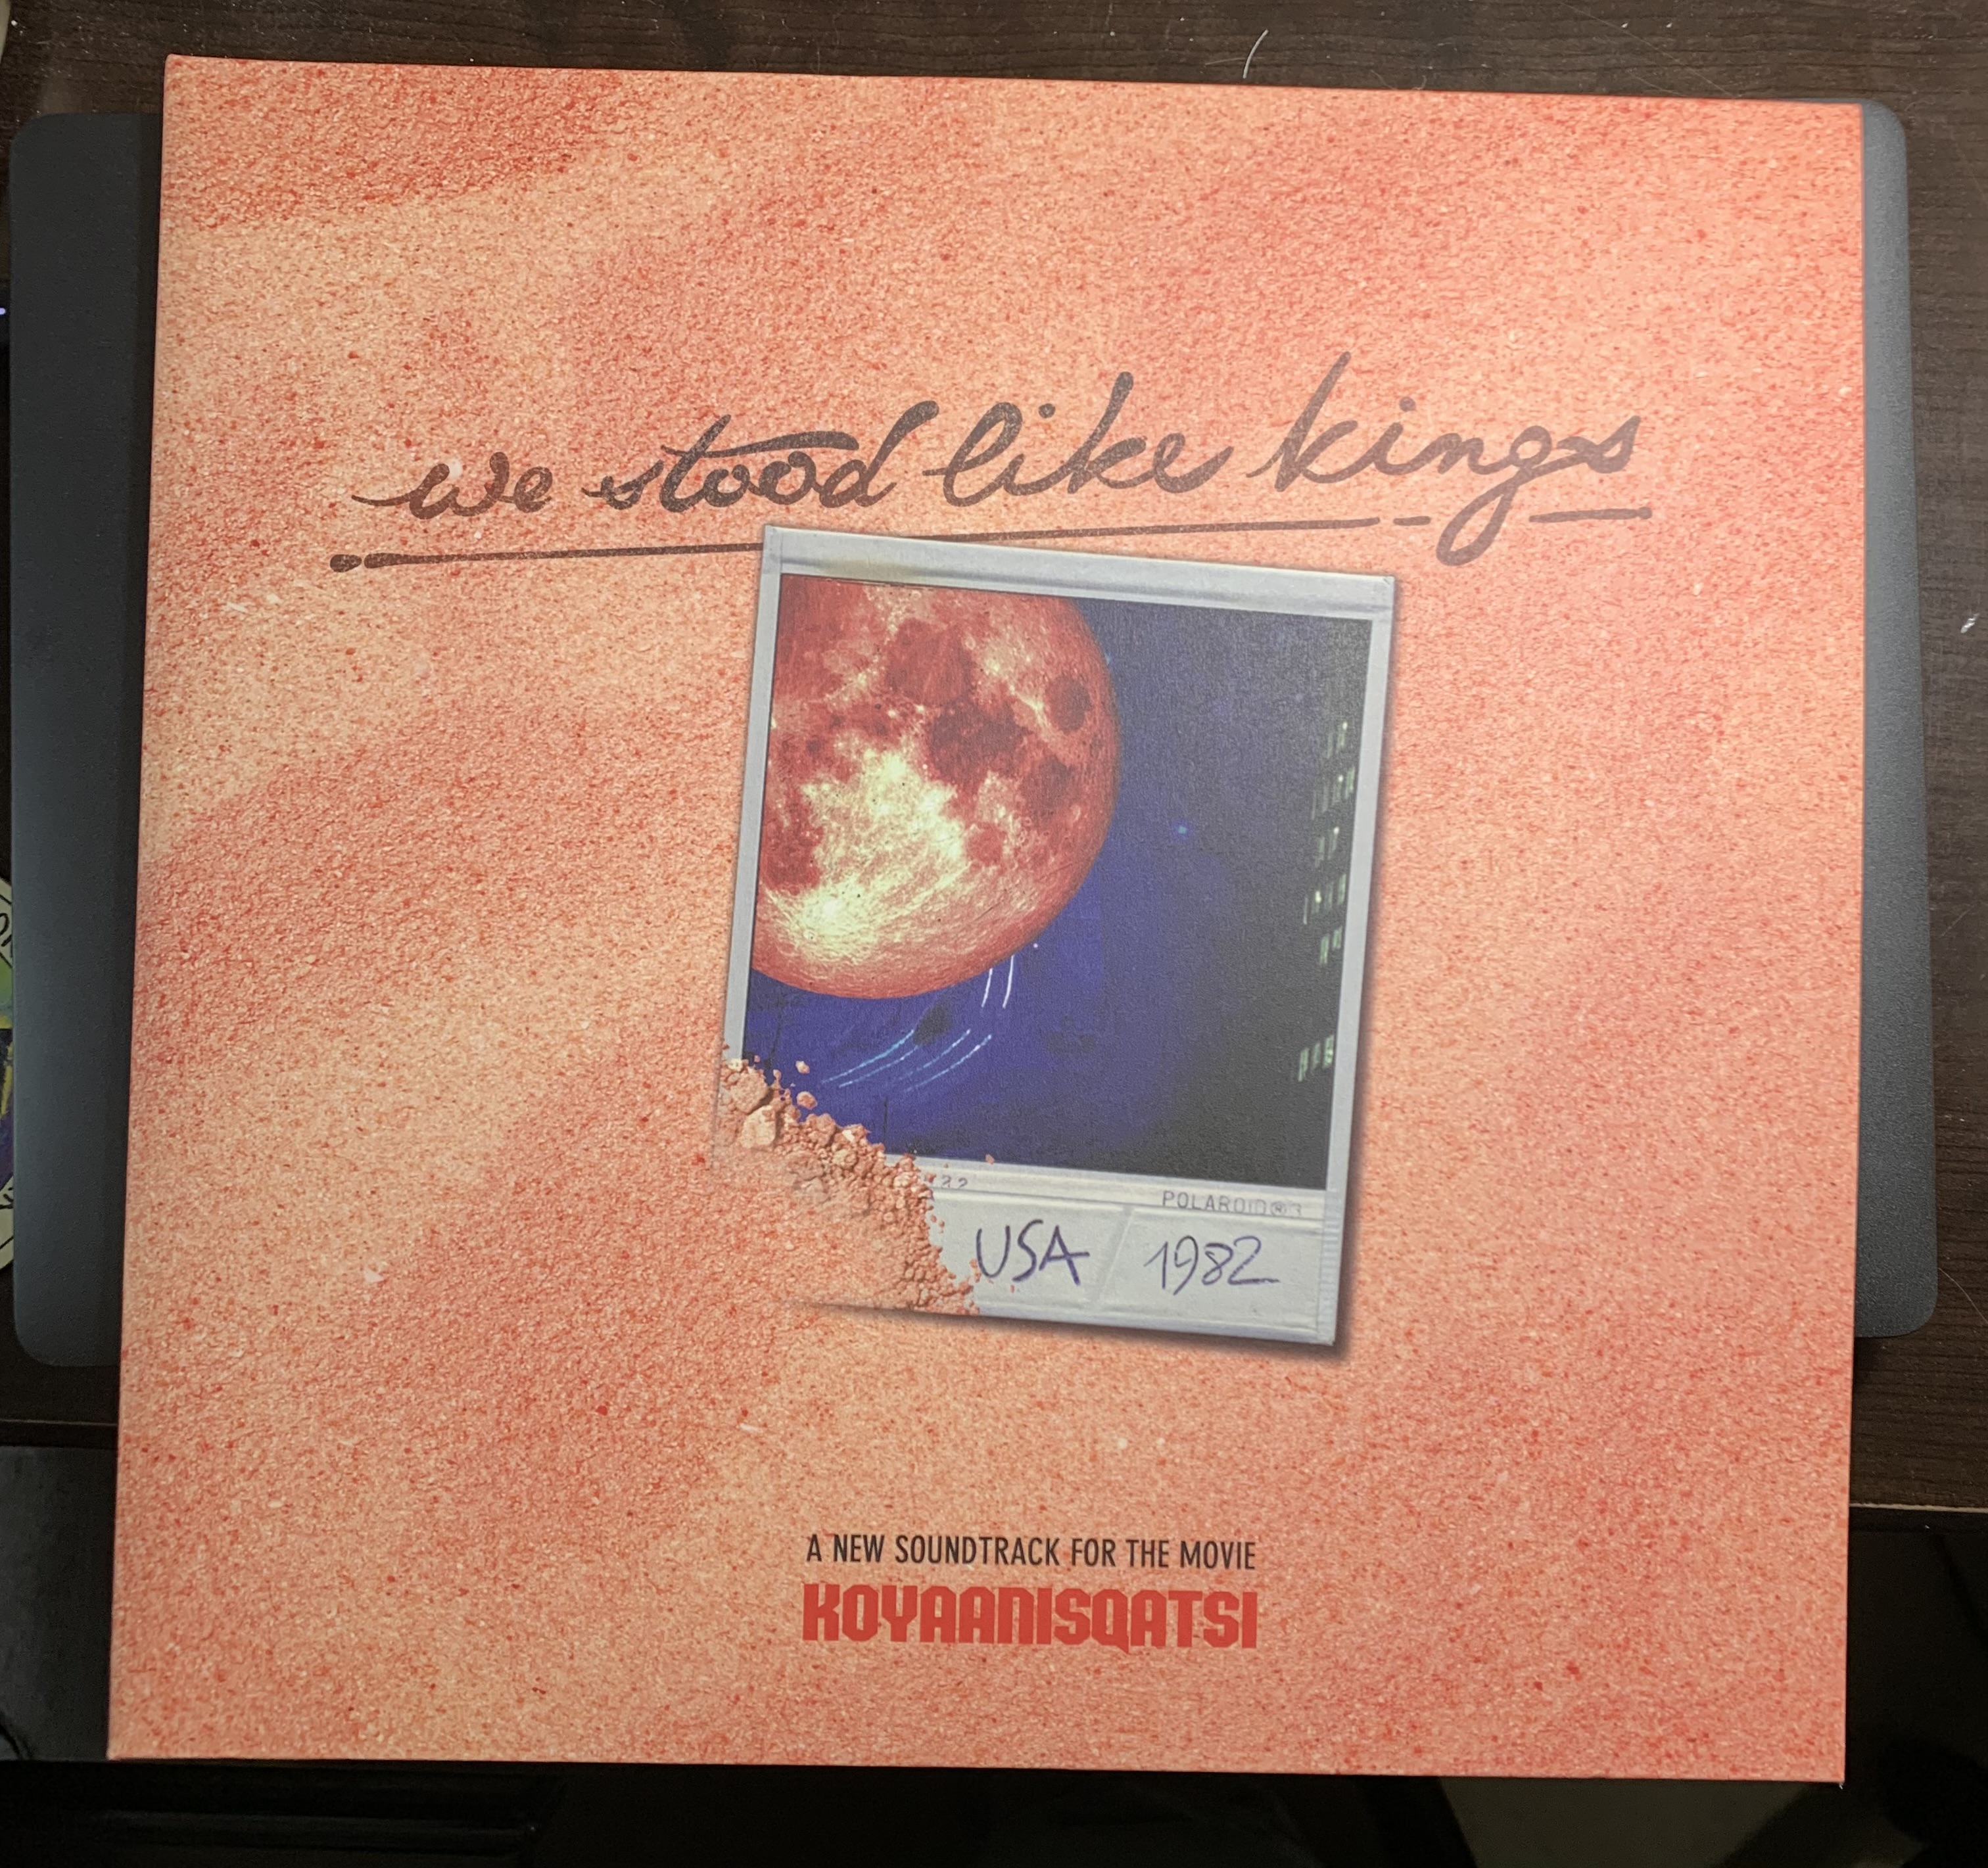 we stood like kings
POLAROID®
USA 1982
A NEW SOUNDTRACK FOR THE MOVIE
KOYAANISQATSI